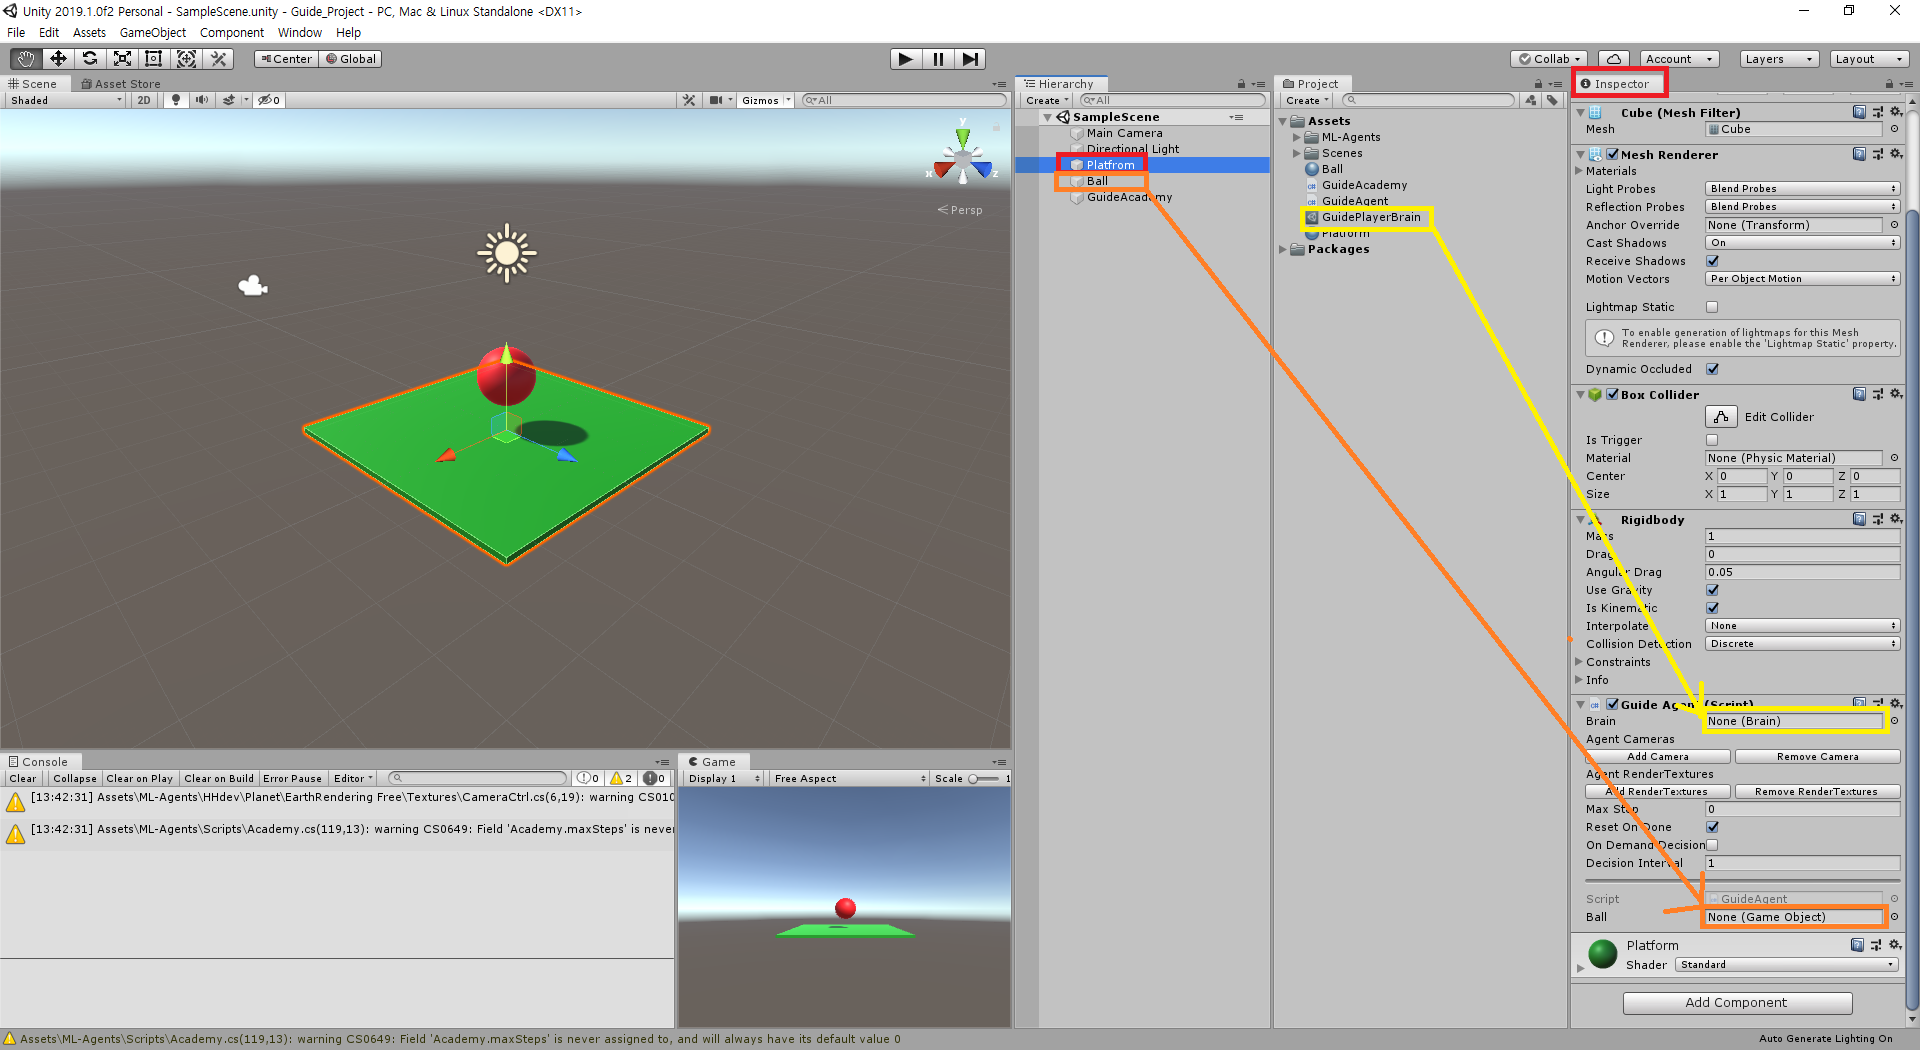 Unity 2019.1.0f2 Personal - SampleScene.unity - Guide_Project - PC, Mac & Linux Standalone <DX11>
File Edit Assets GameObject Component Window Help
Center Global Collab Account Layers Layout
Scene Asset Store
Shaded 2D 0 Gizmos All
y
x z
Persp
Hierarchy
Create All
SampleScene
Main Camera
Directional Light
Platfrom
Ball
GuideAcademy
Project
Create
Assets
ML-Agents
Scenes
Ball
GuideAcademy
GuideAgent
GuidePlayerBrain
Platform
Packages
Inspector
Cube (Mesh Filter)
Mesh Cube
Mesh Renderer
Materials
Light Probes Blend Probes
Reflection Probes Blend Probes
Anchor Override None (Transform)
Cast Shadows On
Receive Shadows
Motion Vectors Per Object Motion
Lightmap Static
To enable generation of lightmaps for this Mesh
Renderer, please enable the 'Lightmap Static' property.
Dynamic Occluded
Box Collider
Edit Collider
Is Trigger
Material None (Physic Material)
Center X 0 Y 0 Z 0
Size X 1 Y 1 Z 1
Rigidbody
Mass 1
Drag 0
Angular Drag 0.05
Use Gravity
Is Kinematic
Interpolate None
Collision Detection Discrete
Constraints
Info
Guide Agent (Script)
Brain None (Brain)
Agent Cameras
Add Camera Remove Camera
Agent RenderTextures
Add RenderTextures Remove RenderTextures
Max Step 0
Reset On Done
On Demand Decision
Decision Interval 1
Script GuideAgent
Ball None (Game Object)
Platform
Shader Standard
Add Component
Console
Clear Collapse Clear on Play Clear on Build Error Pause Editor 0 2 0
[13:42:31] Assets\ML-Agents\HHdev\Planet\EarthRendering Free\Textures\CameraCtrl.cs(6,19): warning CS010
[13:42:31] Assets\ML-Agents\Scripts\Academy.cs(119,13): warning CS0649: Field 'Academy.maxSteps' is never
Game
Display 1 Free Aspect Scale 1
Assets\ML-Agents\Scripts\Academy.cs(119,13): warning CS0649: Field 'Academy.maxSteps' is never assigned to, and will always have its default value 0
Auto Generate Lighting On